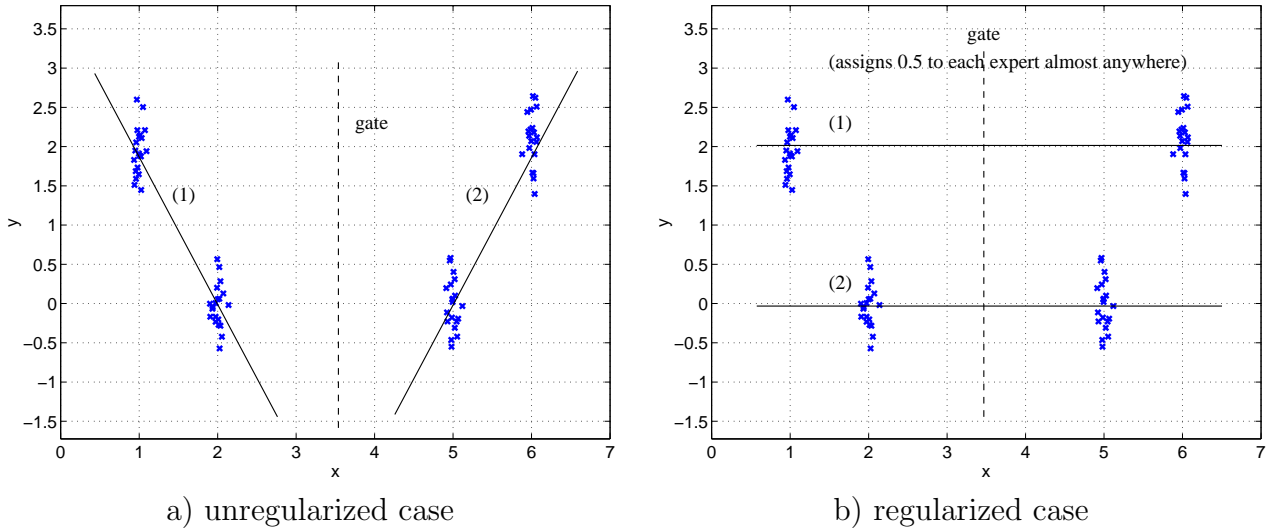 3.5
3
2.5
2
1.5
1
0.5
0
−0.5
−1
−1.5
y
0 1 2 3 4 5 6 7
x
gate
(1)
(2)
a) unregularized case
3.5
3
2.5
2
1.5
1
0.5
0
−0.5
−1
−1.5
y
0 1 2 3 4 5 6 7
x
gate
(assigns 0.5 to each expert almost anywhere)
(1)
(2)
b) regularized case